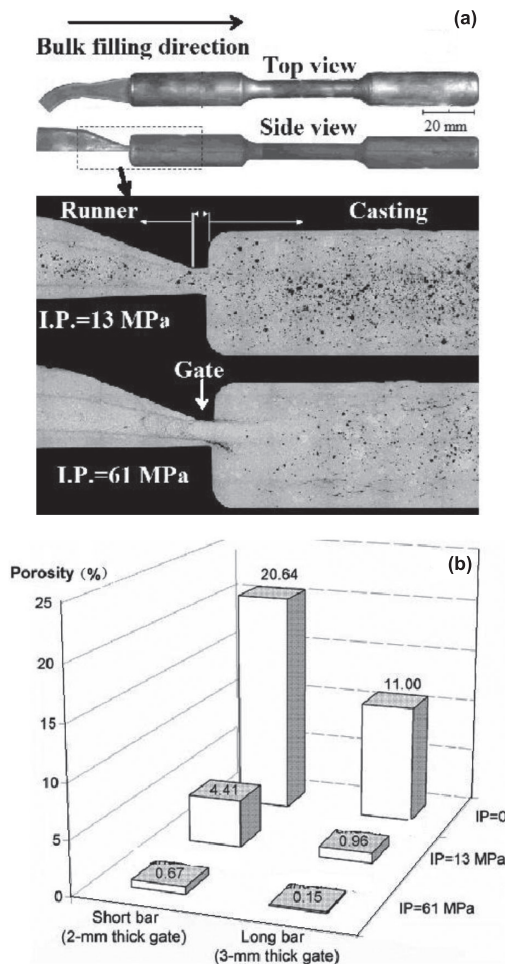 (a)
Bulk filling direction
Top view
20 mm
Side view
Runner
Casting
I.P.=13 MPa
Gate
I.P.=61 MPa
(b)
Porosity (%)
25
20
15
10
5
0
20.64
11.00
4.41
0.96
0.67
0.15
IP=0
IP=13 MPa
IP=61 MPa
Short bar
(2-mm thick gate)
Long bar
(3-mm thick gate)